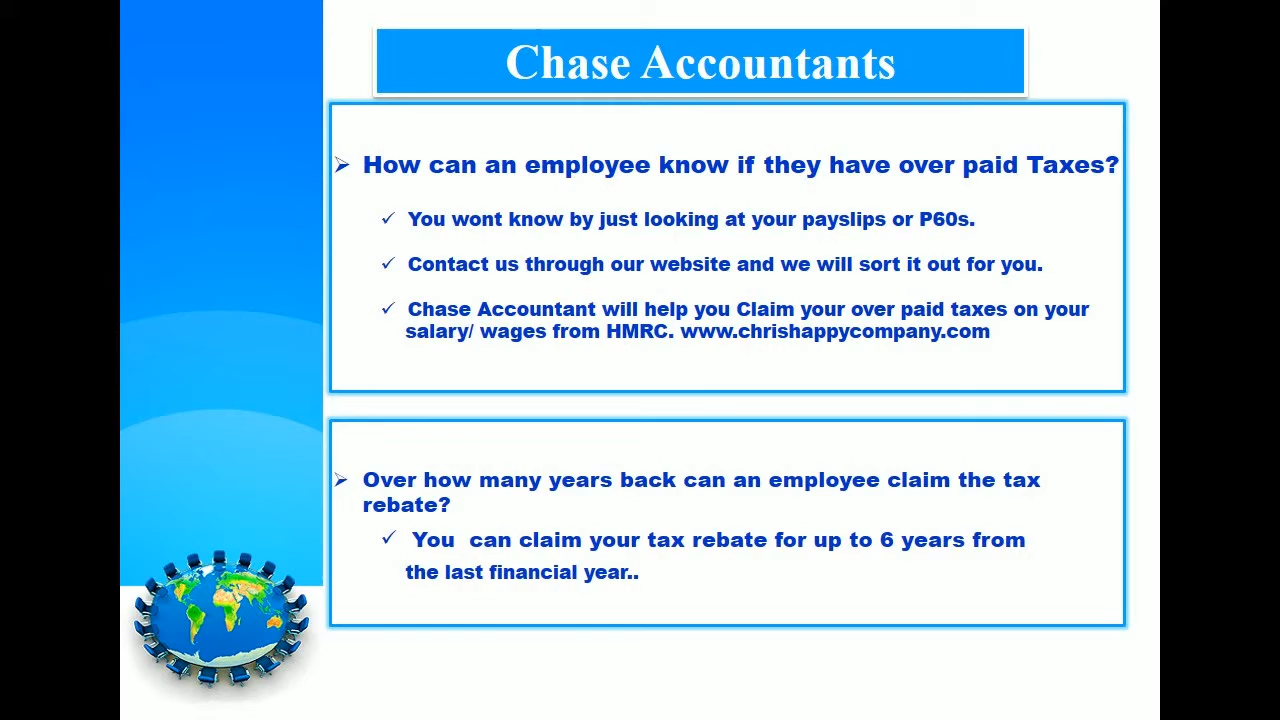 Chase Accountants
➢ How can an employee know if they have over paid Taxes?
✓ You wont know by just looking at your payslips or P60s.
✓ Contact us through our website and we will sort it out for you.
✓ Chase Accountant will help you Claim your over paid taxes on your
salary/ wages from HMRC. www.chrishappycompany.com
➢ Over how many years back can an employee claim the tax
rebate?
✓ You  can claim your tax rebate for up to 6 years from
the last financial year..